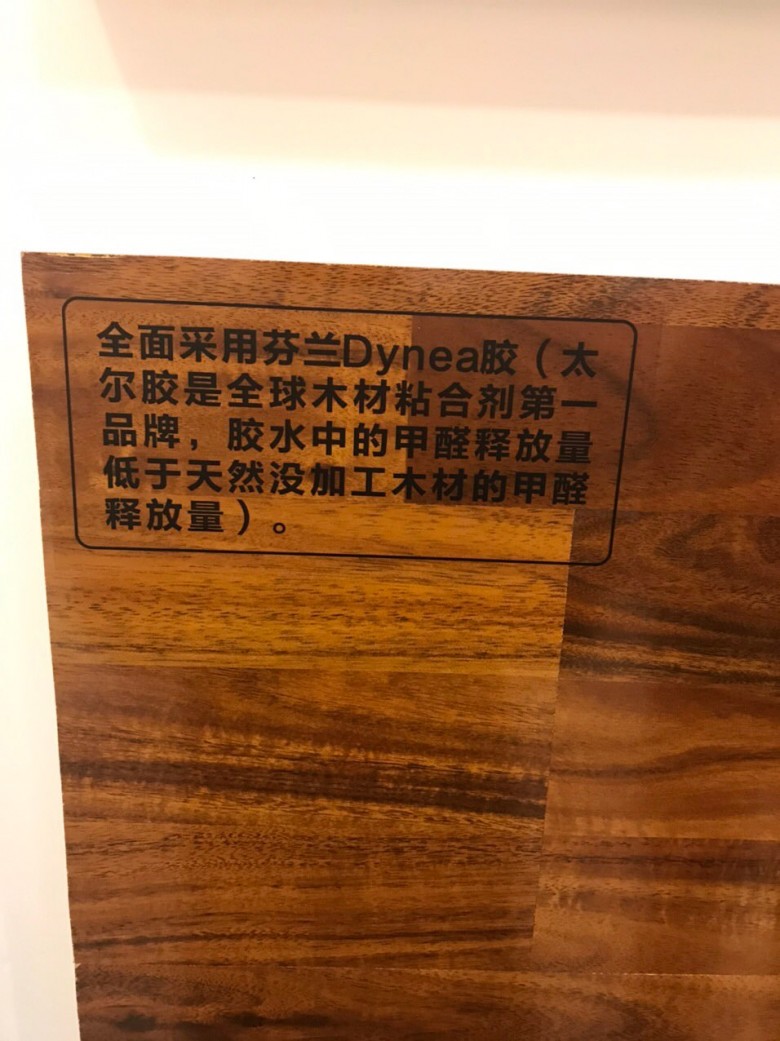 全面采用芬兰Dynea胶（太
尔胶是全球木材粘合剂第一
品牌，胶水中的甲醛释放量
低于天然没加工木材的甲醛
释放量）。